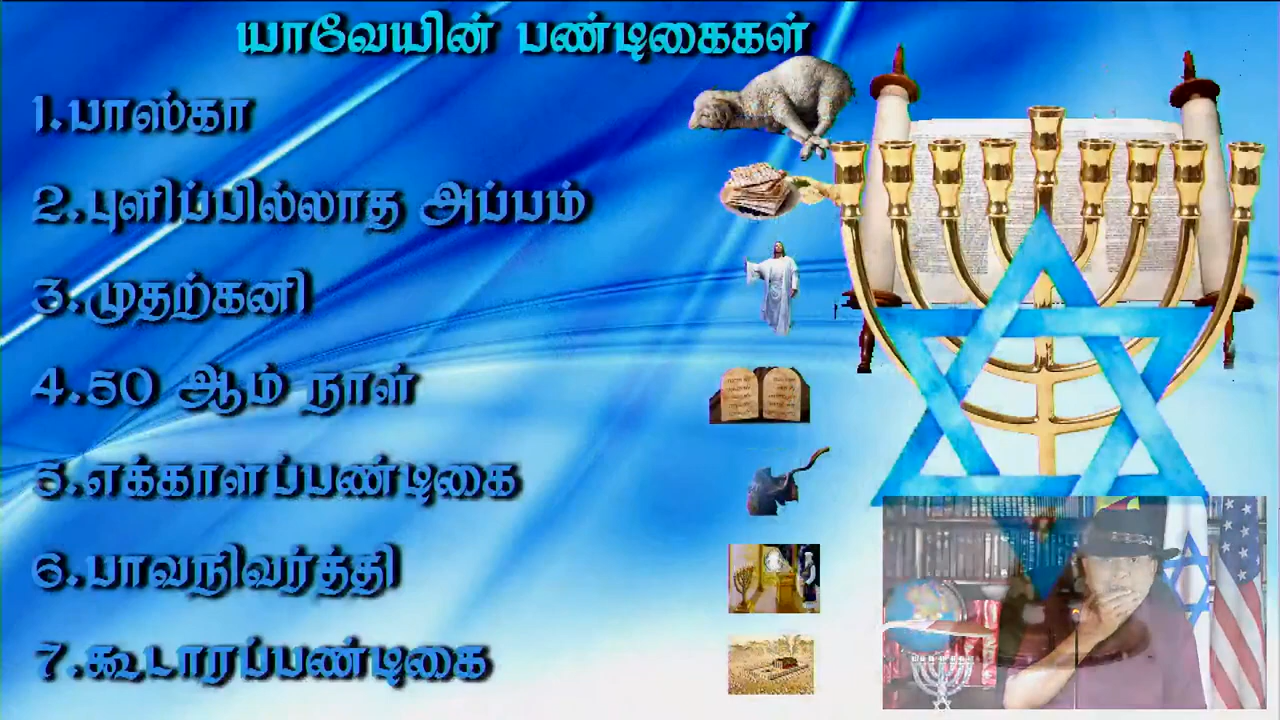 யாவேயின் பண்டிகைகள்
1.பாஸ்கா
2.புளிப்பில்லாத அப்பம்
3.முதற்கனி
4.50 ஆம் நாள்
5.எக்காளப்பண்டிகை
6.பாவநிவர்த்தி
7.கூடாரப்பண்டிகை